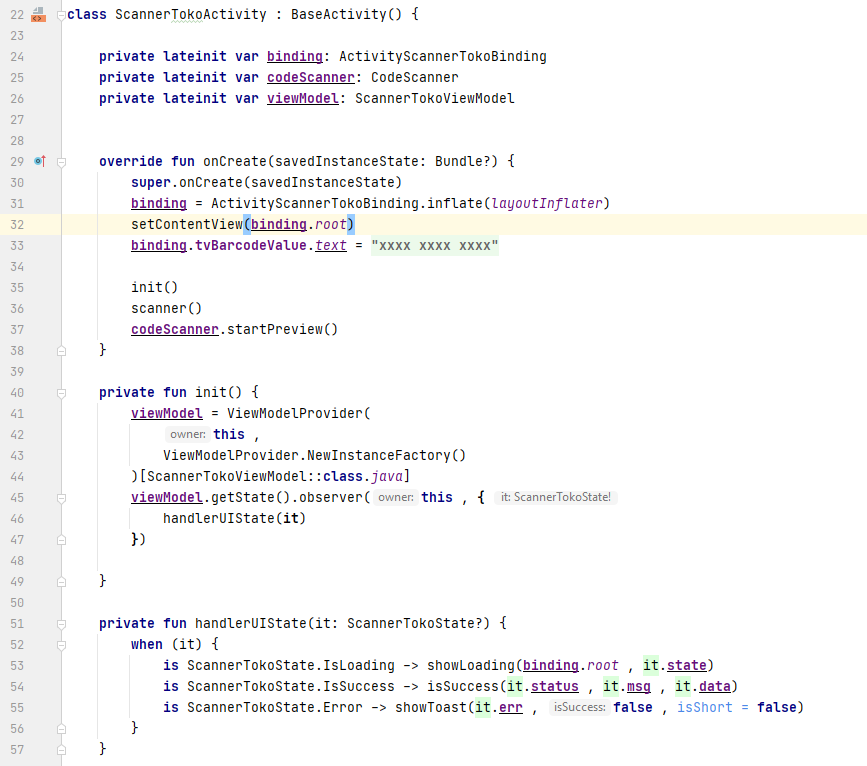 22 class ScannerTokoActivity : BaseActivity() {
23
24 private lateinit var binding: ActivityScannerTokoBinding
25 private lateinit var codeScanner: CodeScanner
26 private lateinit var viewModel: ScannerTokoViewModel
27
28
29 override fun onCreate(savedInstanceState: Bundle?) {
30 super.onCreate(savedInstanceState)
31 binding = ActivityScannerTokoBinding.inflate(layoutInflater)
32 setContentView(binding.root)
33 binding.tvBarcodeValue.text = "xxxx xxxx xxxx"
34
35 init()
36 scanner()
37 codeScanner.startPreview()
38 }
39
40 private fun init() {
41 viewModel = ViewModelProvider(
42 owner: this ,
43 ViewModelProvider.NewInstanceFactory()
44 )[ScannerTokoViewModel::class.java]
45 viewModel.getState().observer( owner: this , { it: ScannerTokoState!
46 handlerUIState(it)
47 })
48
49 }
50
51 private fun handlerUIState(it: ScannerTokoState?) {
52 when (it) {
53 is ScannerTokoState.IsLoading -> showLoading(binding.root , it.state)
54 is ScannerTokoState.IsSuccess -> isSuccess(it.status , it.msg , it.data)
55 is ScannerTokoState.Error -> showToast(it.err , isSuccess: false , isShort = false)
56 }
57 }